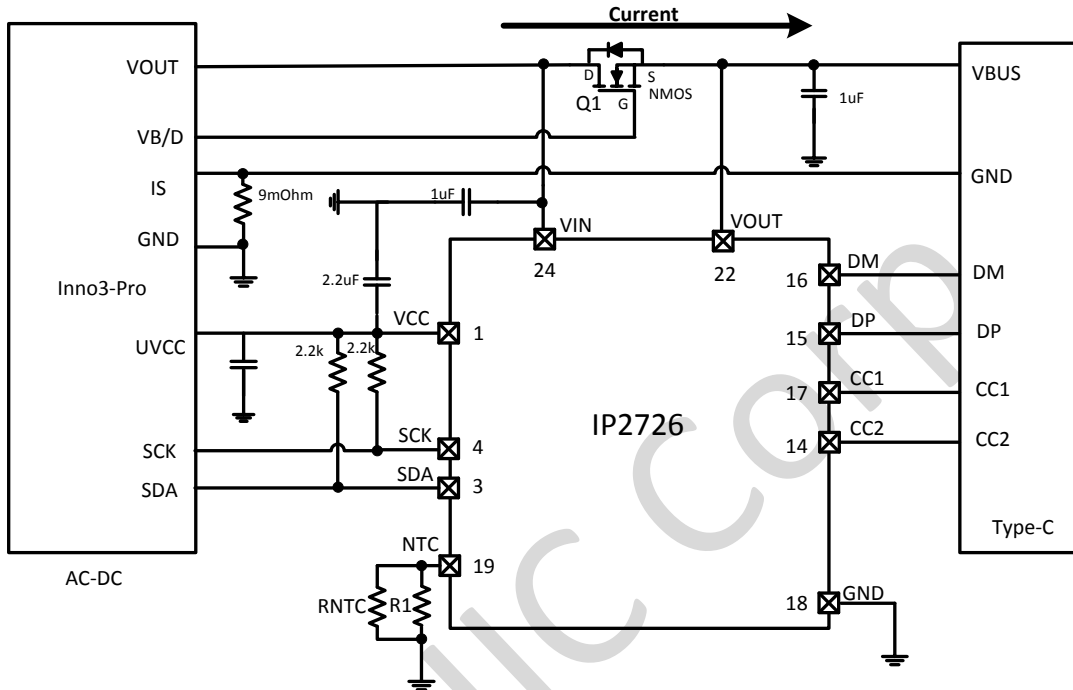 Current
VOUT
D
S
VBUS
Q1
G
NMOS
1uF
VB/D
IS
GND
9mOhm
1uF
VIN
VOUT
GND
24
22
DM
16
DM
2.2uF
Inno3-Pro
VCC
1
DP
15
DP
UVCC
2.2k
2.2k
CC1
17
CC1
IP2726
CC2
14
CC2
SCK
SCK
4
SDA
SDA
3
Type-C
NTC
19
AC-DC
RNTC
R1
18
GND
IIC Corp